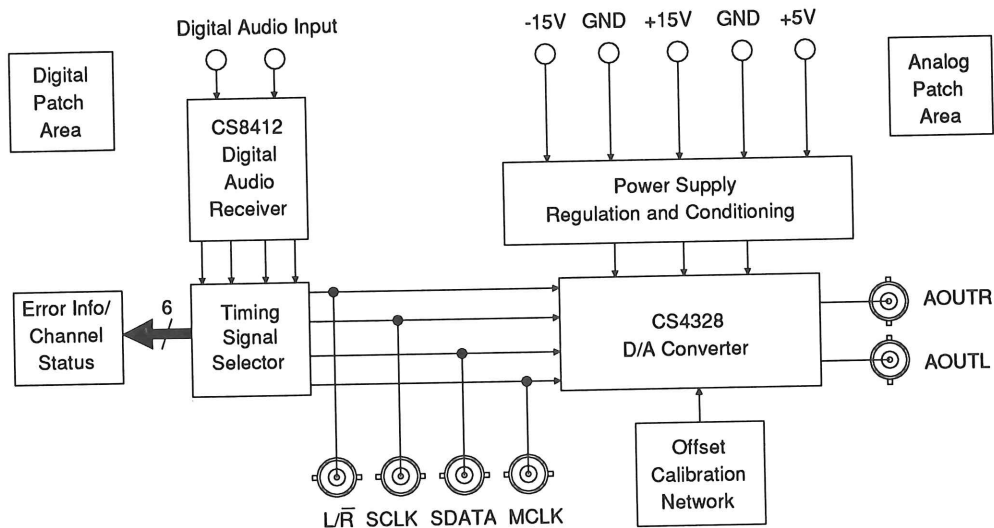 Digital Audio Input
-15V GND +15V GND +5V
Digital
Patch
Area
CS8412
Digital
Audio
Receiver
Analog
Patch
Area
Power Supply
Regulation and Conditioning
Error Info/
Channel
Status
6
Timing
Signal
Selector
CS4328
D/A Converter
AOUTR
AOUTL
L/R̅ SCLK SDATA MCLK
Offset
Calibration
Network